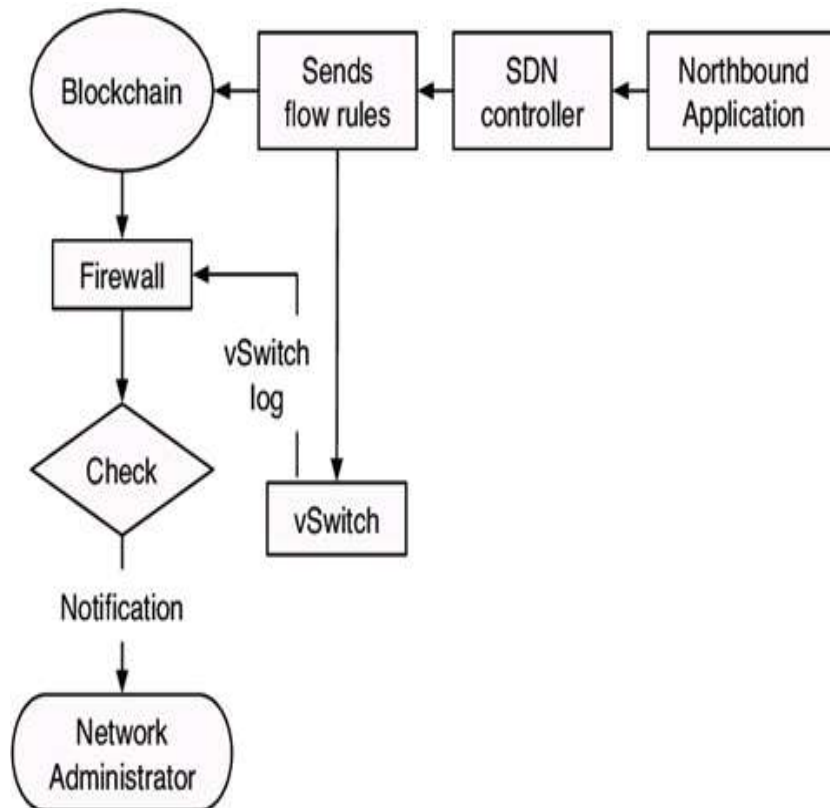 Blockchain
Sends
flow rules
SDN
controller
Northbound
Application
Firewall
vSwitch
log
Check
vSwitch
Notification
Network
Administrator